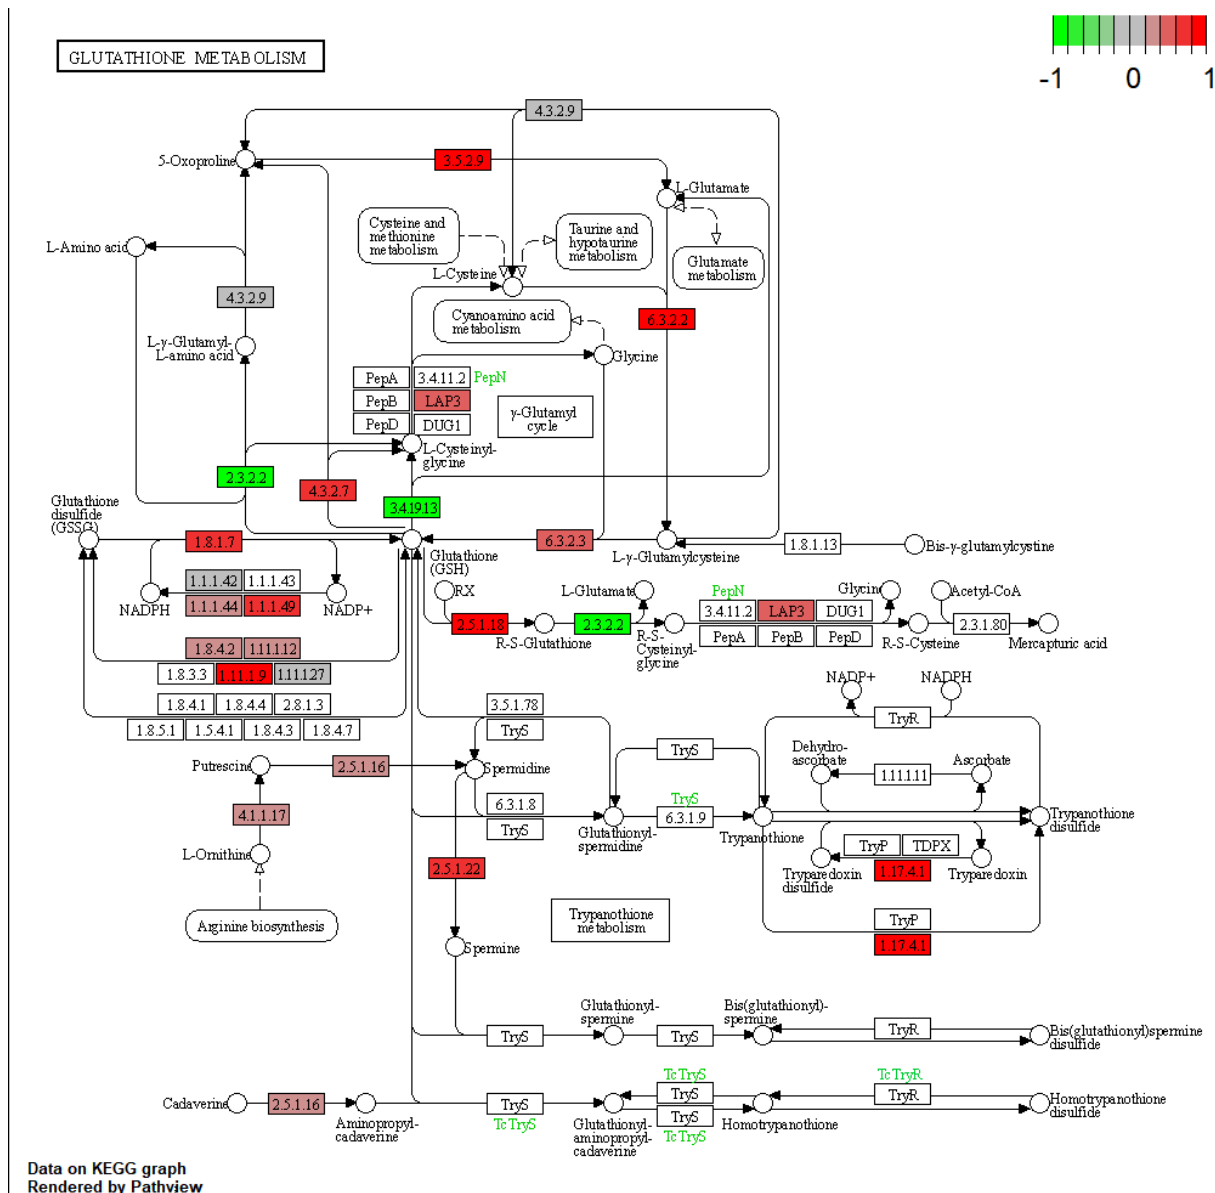 GLUTATHIONE METABOLISM
-1
0
1
4.3.2.9
5-Oxoproline
3.5.2.9
L-Glutamate
Cysteine and
methionine
metabolism
Taurine and
hypotaurine
metabolism
L-Amino acid
Glutamate
metabolism
L-Cysteine
4.3.2.9
Cyanoamino acid
metabolism
6.3.2.2
L-γ-Glutamyl-
L-amino acid
Glycine
PepA
3.4.11.2
PepN
PepB
LAP3
γ-Glutamyl
cycle
PepD
DUG1
L-Cysteinyl-
glycine
2.3.2.2
4.3.2.7
3.4.19.13
Glutathione
disulfide
(GSSG)
1.8.1.7
6.3.2.3
1.8.1.13
Bis-γ-glutamylcystine
Glutathione
(GSH)
L-γ-Glutamylcysteine
1.1.1.42
1.1.1.43
NADPH
1.1.1.44
1.1.1.49
NADP+
RX
L-Glutamate
PepN
Glycine
Acetyl-CoA
3.4.11.2
LAP3
DUG1
2.5.1.18
2.3.2.2
2.3.1.80
R-S-Glutathione
R-S-
Cysteinyl-
glycine
PepA
PepB
PepD
R-S-Cysteine
Mercapturic acid
1.8.4.2
1.11.1.12
1.8.3.3
1.11.1.9
1.11.1.27
1.8.4.1
1.8.4.4
2.8.1.3
1.8.5.1
1.5.4.1
1.8.4.3
1.8.4.7
NADP+
NADPH
3.5.1.78
TryS
TryR
TryS
Dehydro-
ascorbate
Ascorbate
Putrescine
2.5.1.16
Spermidine
1.11.1.11
4.1.1.17
6.3.1.8
TryS
TryS
6.3.1.9
Glutathionyl-
spermidine
Trypanothione
Trypanothione
disulfide
L-Ornithine
2.5.1.22
TryP
TDPX
1.17.4.1
Tryparedoxin
disulfide
Tryparedoxin
Arginine biosynthesis
Trypanothione
metabolism
TryP
1.17.4.1
Spermine
Glutathionyl-
spermine
Bis(glutathionyl)-
spermine
TryS
TryS
TryR
Bis(glutathionyl)spermine
disulfide
TcTryS
TcTryR
Cadaverine
2.5.1.16
TryS
TryS
TryR
Homotrypanothione
disulfide
Aminopropyl-
cadaverine
TcTryS
Glutathionyl-
aminopropyl-
cadaverine
TryS
TcTryS
Homotrypanothione
Data on KEGG graph
Rendered by Pathview